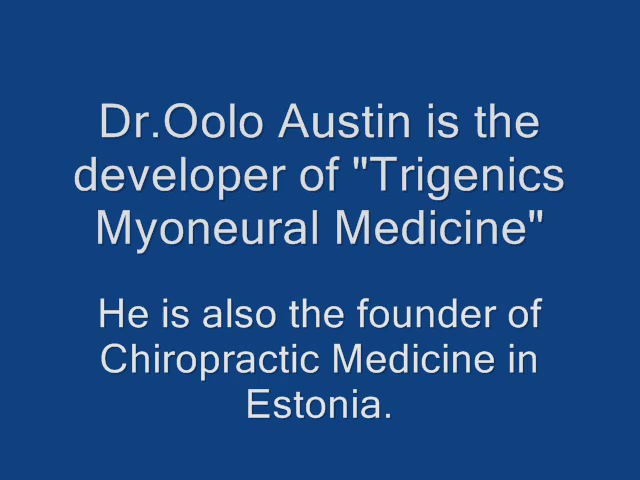 Dr.Oolo Austin is the
developer of "Trigenics
Myoneural Medicine"
He is also the founder of
Chiropractic Medicine in
Estonia.